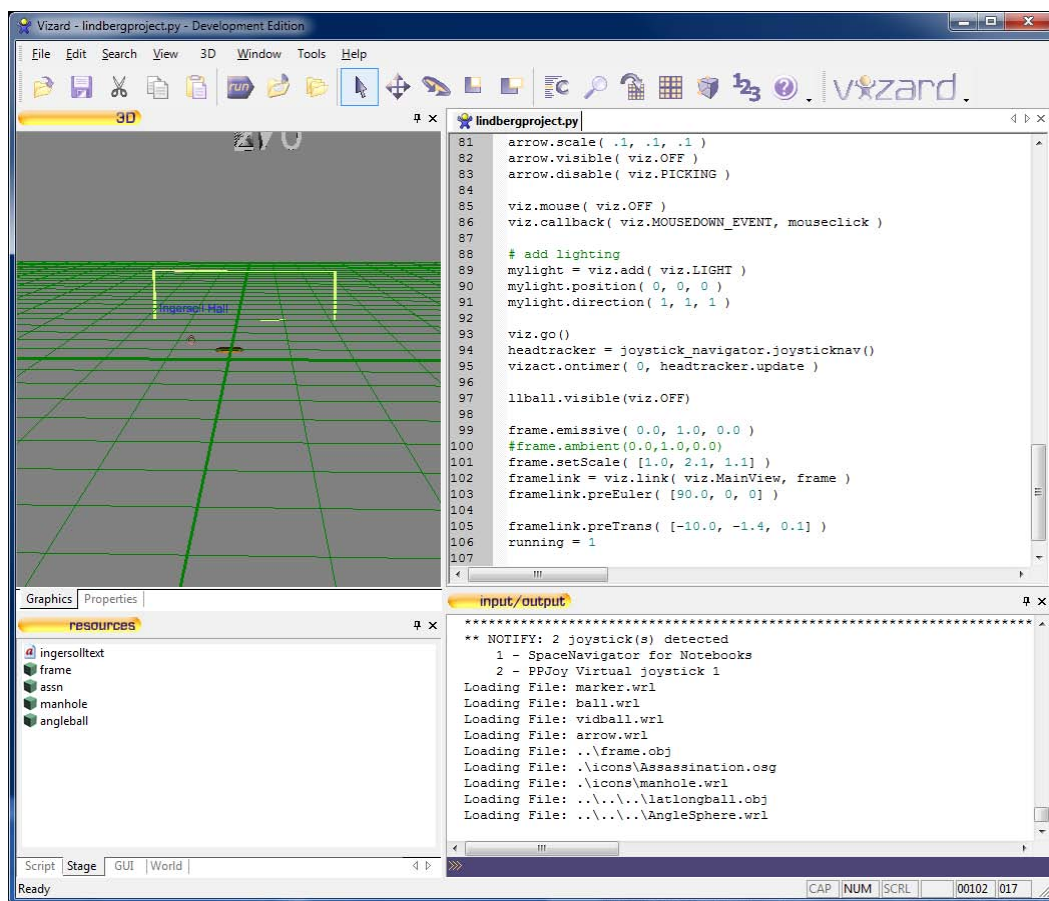 Vizard - lindbergproject.py - Development Edition
File Edit Search View 3D Window Tools Help
run
123
vizard
3D
Ingersoll Hall
Graphics Properties
lindbergproject.py
81 arrow.scale( .1, .1, .1 )
82 arrow.visible( viz.OFF )
83 arrow.disable( viz.PICKING )
84
85 viz.mouse( viz.OFF )
86 viz.callback( viz.MOUSEDOWN_EVENT, mouseclick )
87
88 # add lighting
89 mylight = viz.add( viz.LIGHT )
90 mylight.position( 0, 0, 0 )
91 mylight.direction( 1, 1, 1 )
92
93 viz.go()
94 headtracker = joystick_navigator.joysticknav()
95 vizact.ontimer( 0, headtracker.update )
96
97 llball.visible(viz.OFF)
98
99 frame.emissive( 0.0, 1.0, 0.0 )
100 #frame.ambient(0.0,1.0,0.0)
101 frame.setScale( [1.0, 2.1, 1.1] )
102 framelink = viz.link( viz.MainView, frame )
103 framelink.preEuler( [90.0, 0, 0] )
104
105 framelink.preTrans( [-10.0, -1.4, 0.1] )
106 running = 1
107
resources
ingersolltext
frame
assn
manhole
angleball
Script Stage GUI World
input/output
*******************************************************************************
** NOTIFY: 2 joystick(s) detected
1 - SpaceNavigator for Notebooks
2 - PPJoy Virtual joystick 1
Loading File: marker.wrl
Loading File: ball.wrl
Loading File: vidball.wrl
Loading File: arrow.wrl
Loading File: ..\frame.obj
Loading File: .\icons\Assassination.osg
Loading File: .\icons\manhole.wrl
Loading File: ..\..\..\latlongball.obj
Loading File: ..\..\..\AngleSphere.wrl
>>>
Ready
CAP NUM SCRL 00102 017